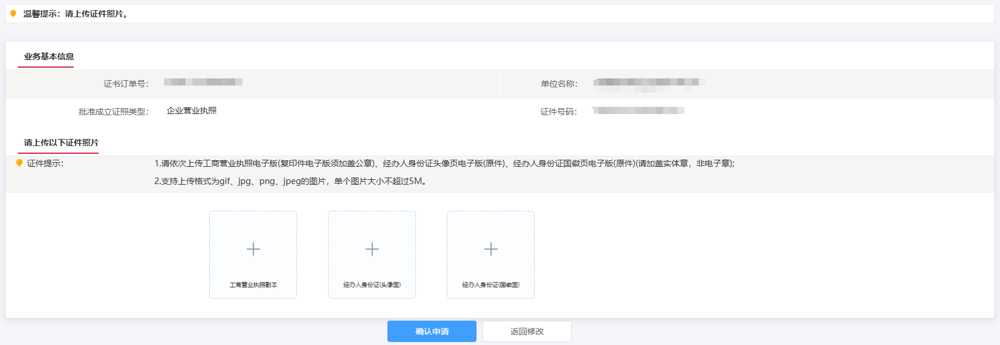 温馨提示：请上传证件照片。
业务基本信息
证书订单号：
单位名称：
批准成立证照类型： 企业营业执照
证件号码：
请上传以下证件照片
证件提示：
1.请依次上传工商营业执照电子版(复印件电子版须加盖公章)、经办人身份证头像页电子版(原件)、经办人身份证国徽页电子版(原件)(请加盖实体章，非电子章);
2.支持上传格式为gif、jpg、png、jpeg的图片，单个图片大小不超过5M。
工商营业执照副本
经办人身份证(头像面)
经办人身份证(国徽面)
确认申请
返回修改